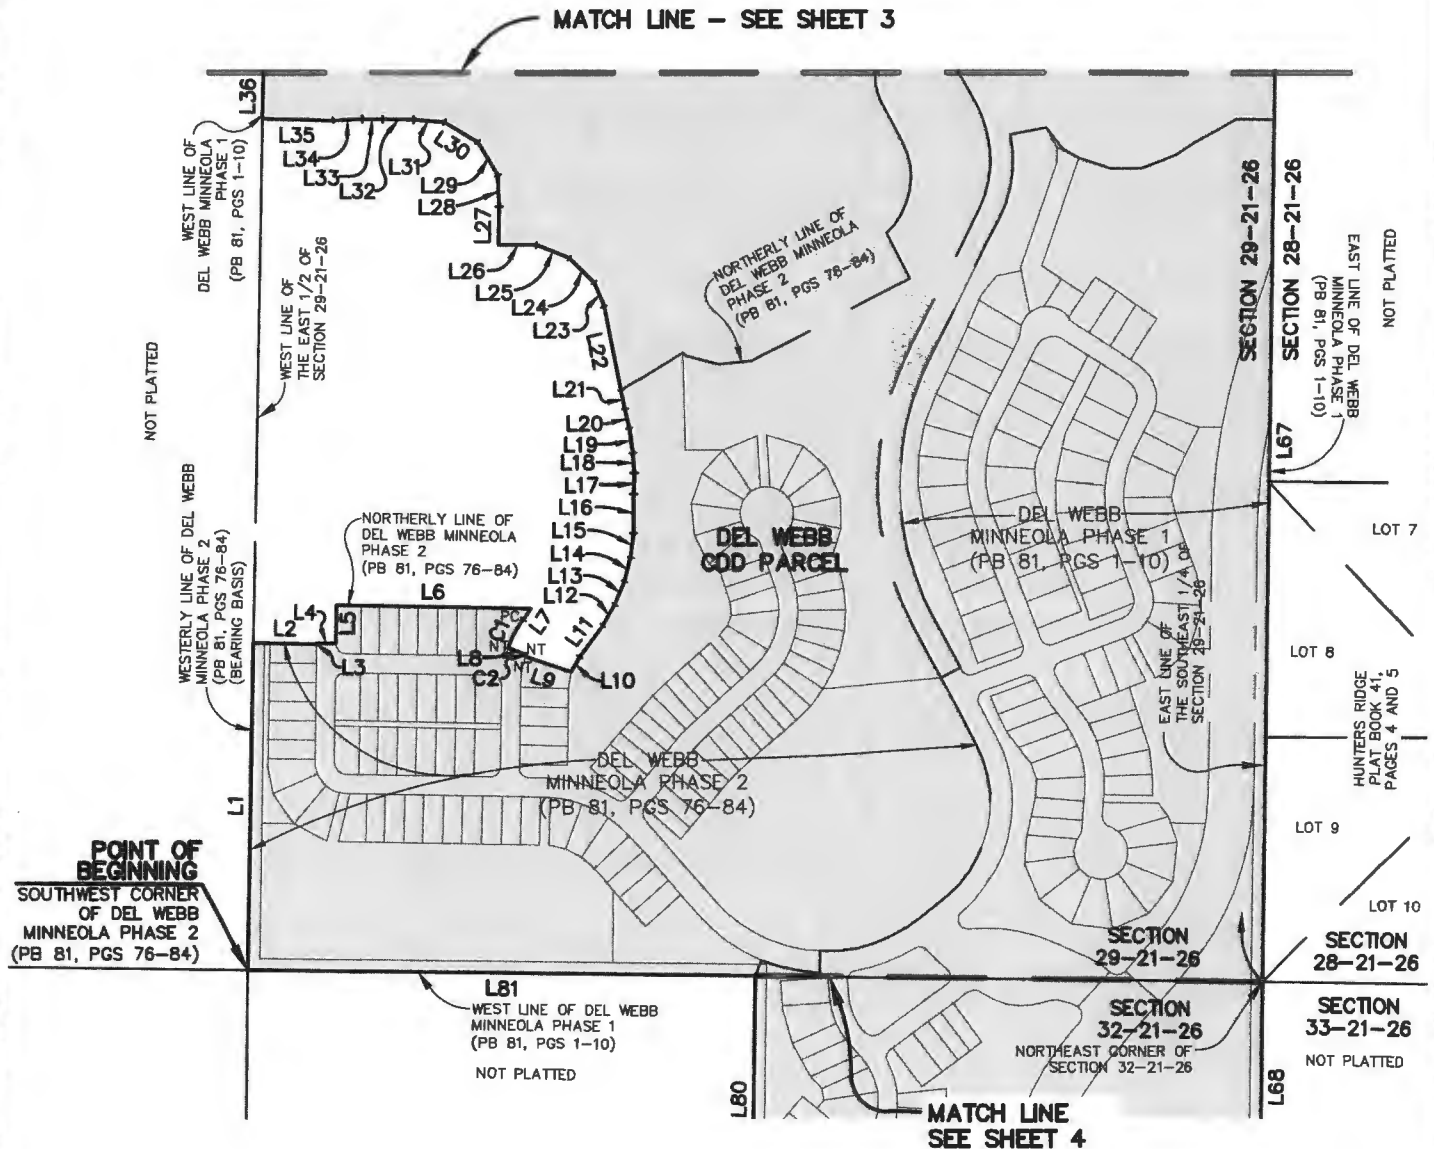 MATCH LINE - SEE SHEET 3
L36
WEST LINE OF
DEL WEBB MINNEOLA
PHASE 1
(PB 81, PGS 1-10)
L35
L34
L33
L32
L31
L30
L29
L28
L27
L26
L25
L24
L23
L22
L21
L20
L19
L18
L17
L16
L15
L14
L13
L12
L11
L10
NORTHERLY LINE OF
DEL WEBB MINNEOLA
PHASE 2
(PB 81, PGS 76-84)
SECTION 29-21-26
SECTION 28-21-26
EAST LINE OF DEL WEBB
MINNEOLA PHASE 1
(PB 81, PGS 1-10)
NOT PLATTED
L67
WEST LINE OF
THE EAST 1/2 OF
SECTION 29-21-26
NOT PLATTED
WESTERLY LINE OF DEL WEBB
MINNEOLA PHASE 2
(PB 81, PGS 76-84)
(BEARING BASIS)
NORTHERLY LINE OF
DEL WEBB MINNEOLA
PHASE 2
(PB 81, PGS 76-84)
L6
L5
L4
L2
L3
PC
C1
L7
NT
L8
NT
C2
NT
L9
DEL WEBB
CDD PARCEL
DEL WEBB
MINNEOLA PHASE 1
(PB 81, PGS 1-10)
EAST LINE OF
THE SOUTHEAST 1/4 OF
SECTION 29-21-26
LOT 7
LOT 8
HUNTERS RIDGE
PLAT BOOK 41,
PAGES 4 AND 5
LOT 9
LOT 10
DEL WEBB
MINNEOLA PHASE 2
(PB 81, PGS 76-84)
L1
POINT OF
BEGINNING
SOUTHWEST CORNER
OF DEL WEBB
MINNEOLA PHASE 2
(PB 81, PGS 76-84)
SECTION
29-21-26
SECTION
28-21-26
L81
WEST LINE OF DEL WEBB
MINNEOLA PHASE 1
(PB 81, PGS 1-10)
NOT PLATTED
SECTION
32-21-26
NORTHEAST CORNER OF
SECTION 32-21-26
SECTION
33-21-26
NOT PLATTED
L80
L68
MATCH LINE
SEE SHEET 4